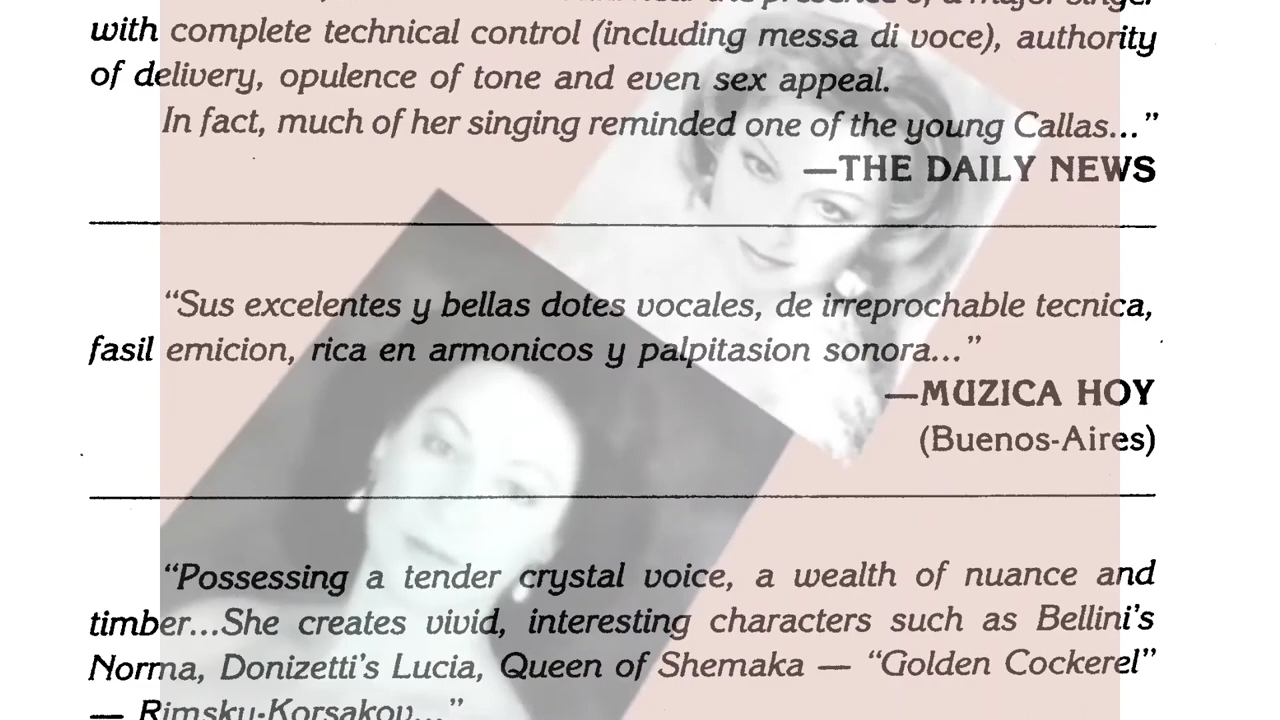 with complete technical control (including messa di voce), authority
of delivery, opulence of tone and even sex appeal.
In fact, much of her singing reminded one of the young Callas...”
—THE DAILY NEWS
“Sus excelentes y bellas dotes vocales, de irreprochable tecnica,
fasil emicion, rica en armonicos y palpitasion sonora...”
—MUZICA HOY
(Buenos-Aires)
“Possessing a tender crystal voice, a wealth of nuance and
timber...She creates vivid, interesting characters such as Bellini's
Norma, Donizetti's Lucia, Queen of Shemaka — “Golden Cockerel”
— Rimsky-Korsakov...”